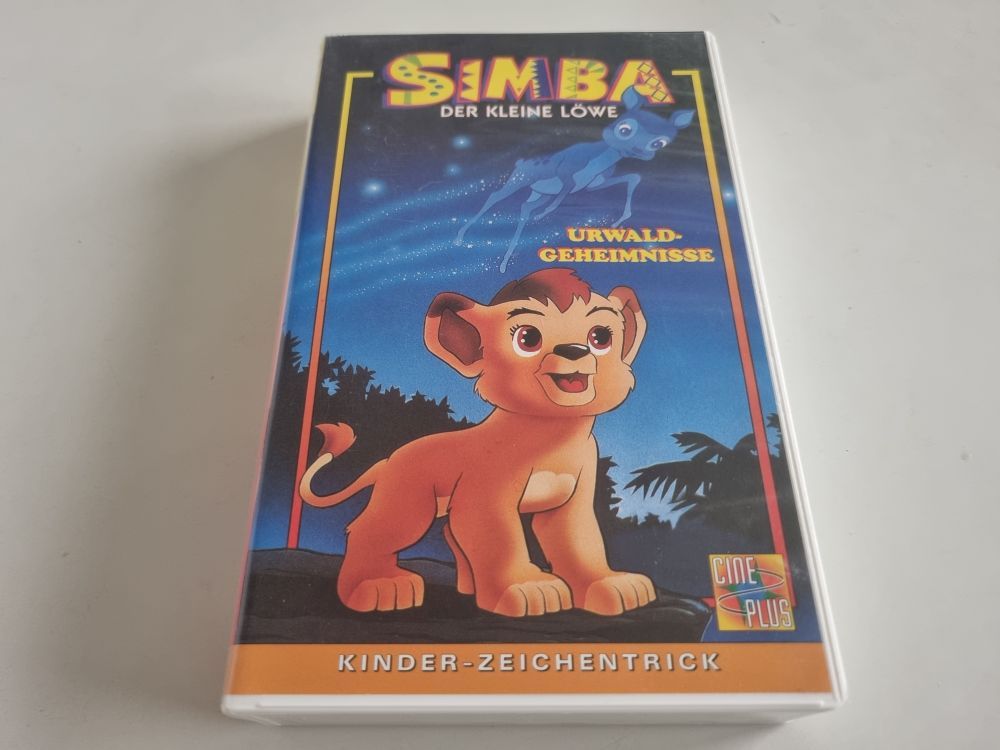 SIMBA
DER KLEINE LÖWE
URWALD-
GEHEIMNISSE
CINE
PLUS
KINDER-ZEICHENTRICK